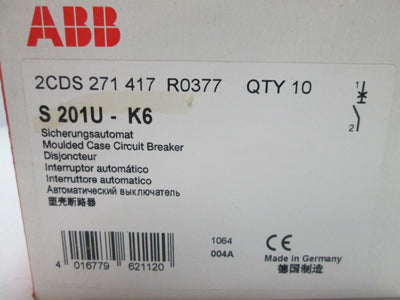 ABB
2CDS 271 417 R0377 QTY 10
S 201U - K6
Sicherungsautomat
Moulded Case Circuit Breaker
Disjoncteur
Interruptor automático
Interruttore automatico
Автоматический выключатель
塑壳断路器
1
2
1064
004A
CE
Made in Germany
德国制造
4 016779 621120